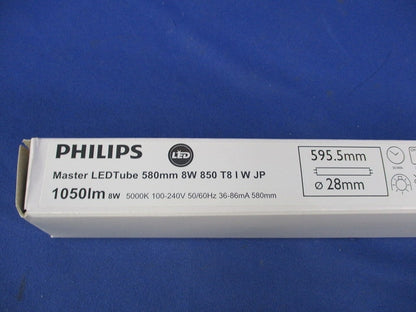 PHILIPS
LED
Master LEDTube 580mm 8W 850 T8 I W JP
1050lm 8W 5000K 100-240V 50/60Hz 36-86mA 580mm
595.5mm
⌀ 28mm